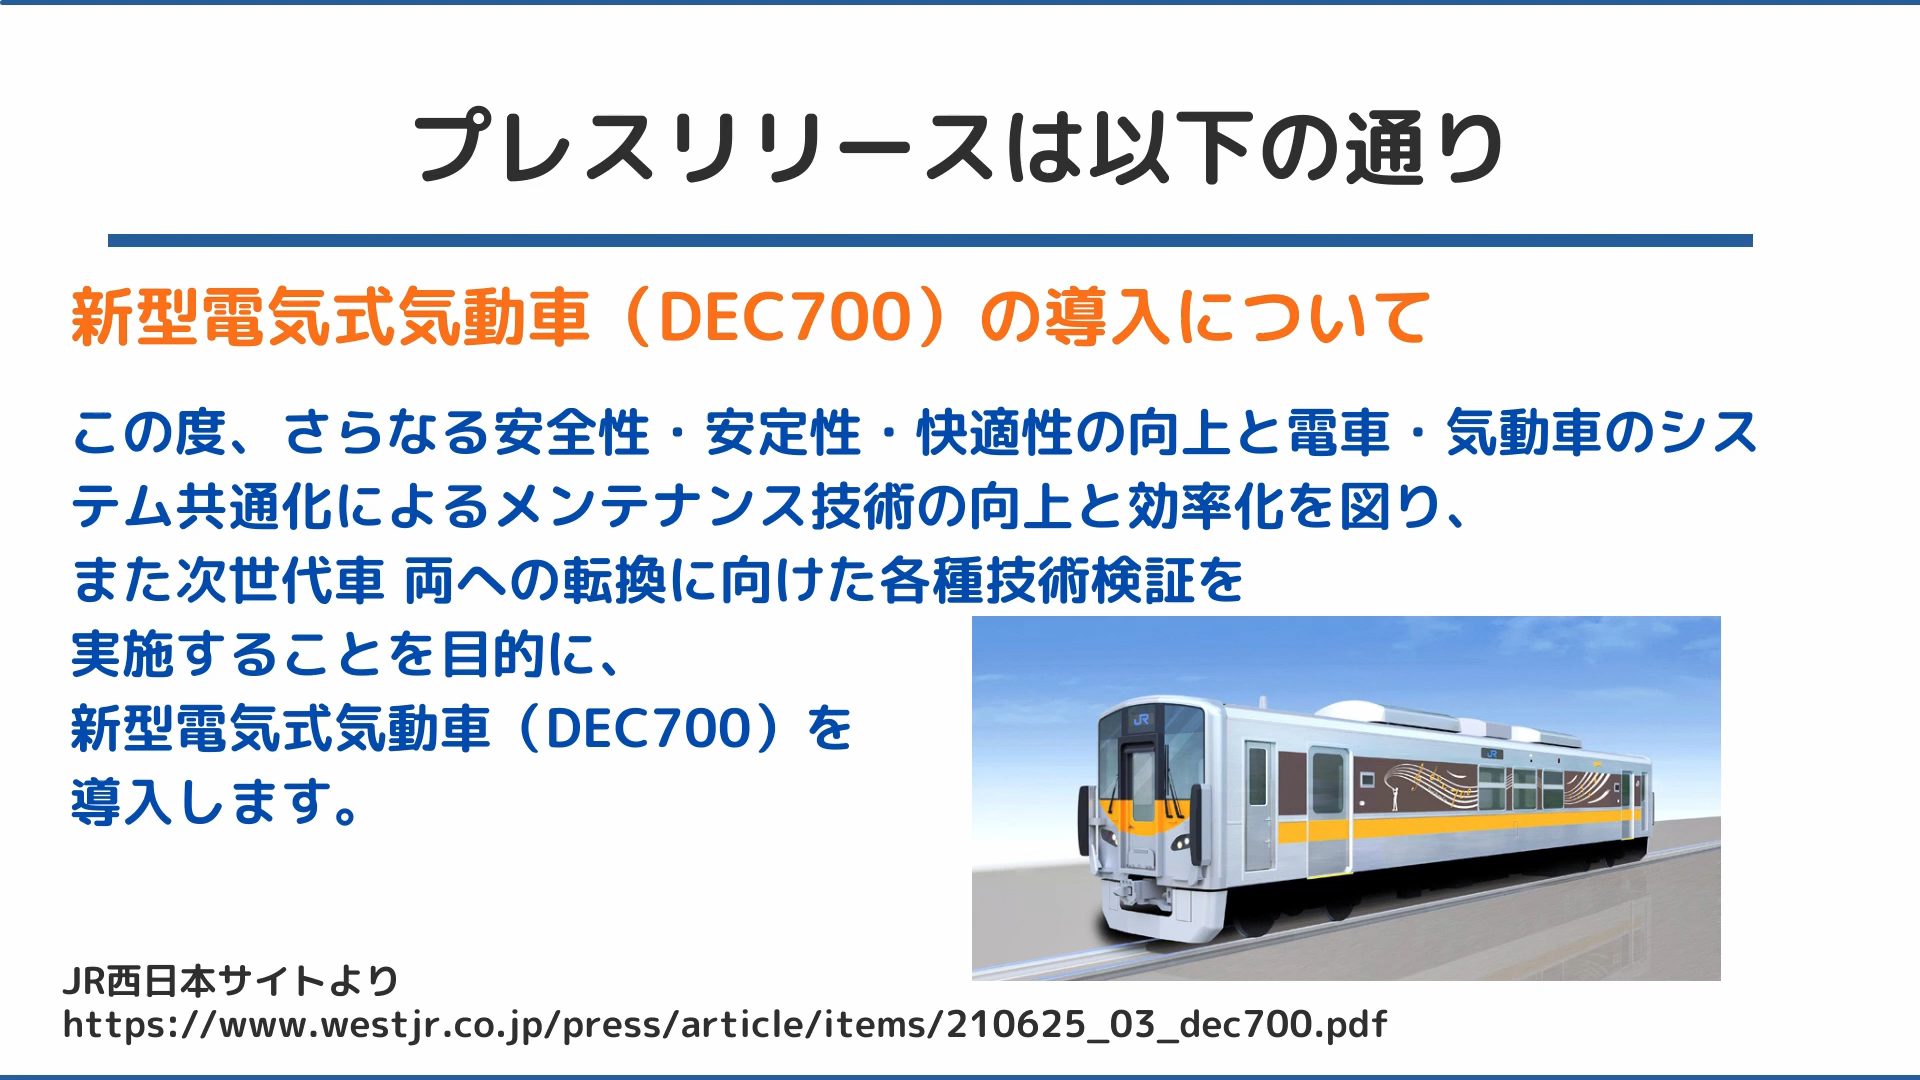 プレスリリースは以下の通り
新型電気式気動車（DEC700）の導入について
この度、さらなる安全性・安定性・快適性の向上と電車・気動車のシス
テム共通化によるメンテナンス技術の向上と効率化を図り、
また次世代車 両への転換に向けた各種技術検証を
実施することを目的に、
新型電気式気動車（DEC700）を
導入します。
JR
JR
JR西日本サイトより
https://www.westjr.co.jp/press/article/items/210625_03_dec700.pdf